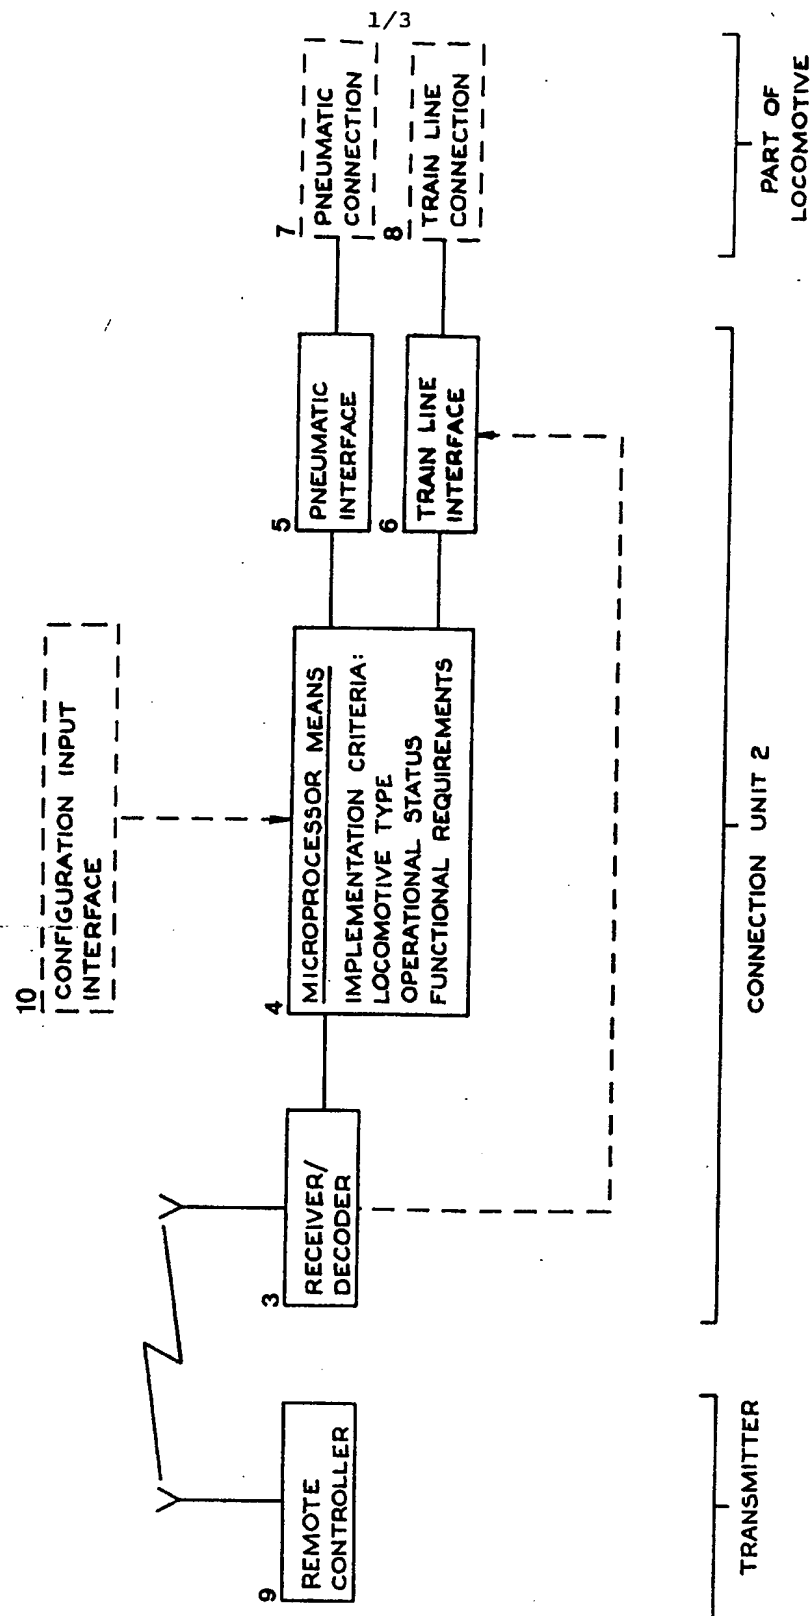 1/3
10
CONFIGURATION INPUT
INTERFACE
9
REMOTE
CONTROLLER
3
RECEIVER/
DECODER
4
MICROPROCESSOR MEANS
IMPLEMENTATION CRITERIA:
LOCOMOTIVE TYPE
OPERATIONAL STATUS
FUNCTIONAL REQUIREMENTS
5
PNEUMATIC
INTERFACE
6
TRAIN LINE
INTERFACE
7
PNEUMATIC
CONNECTION
8
TRAIN LINE
CONNECTION
TRANSMITTER
CONNECTION UNIT 2
PART OF
LOCOMOTIVE